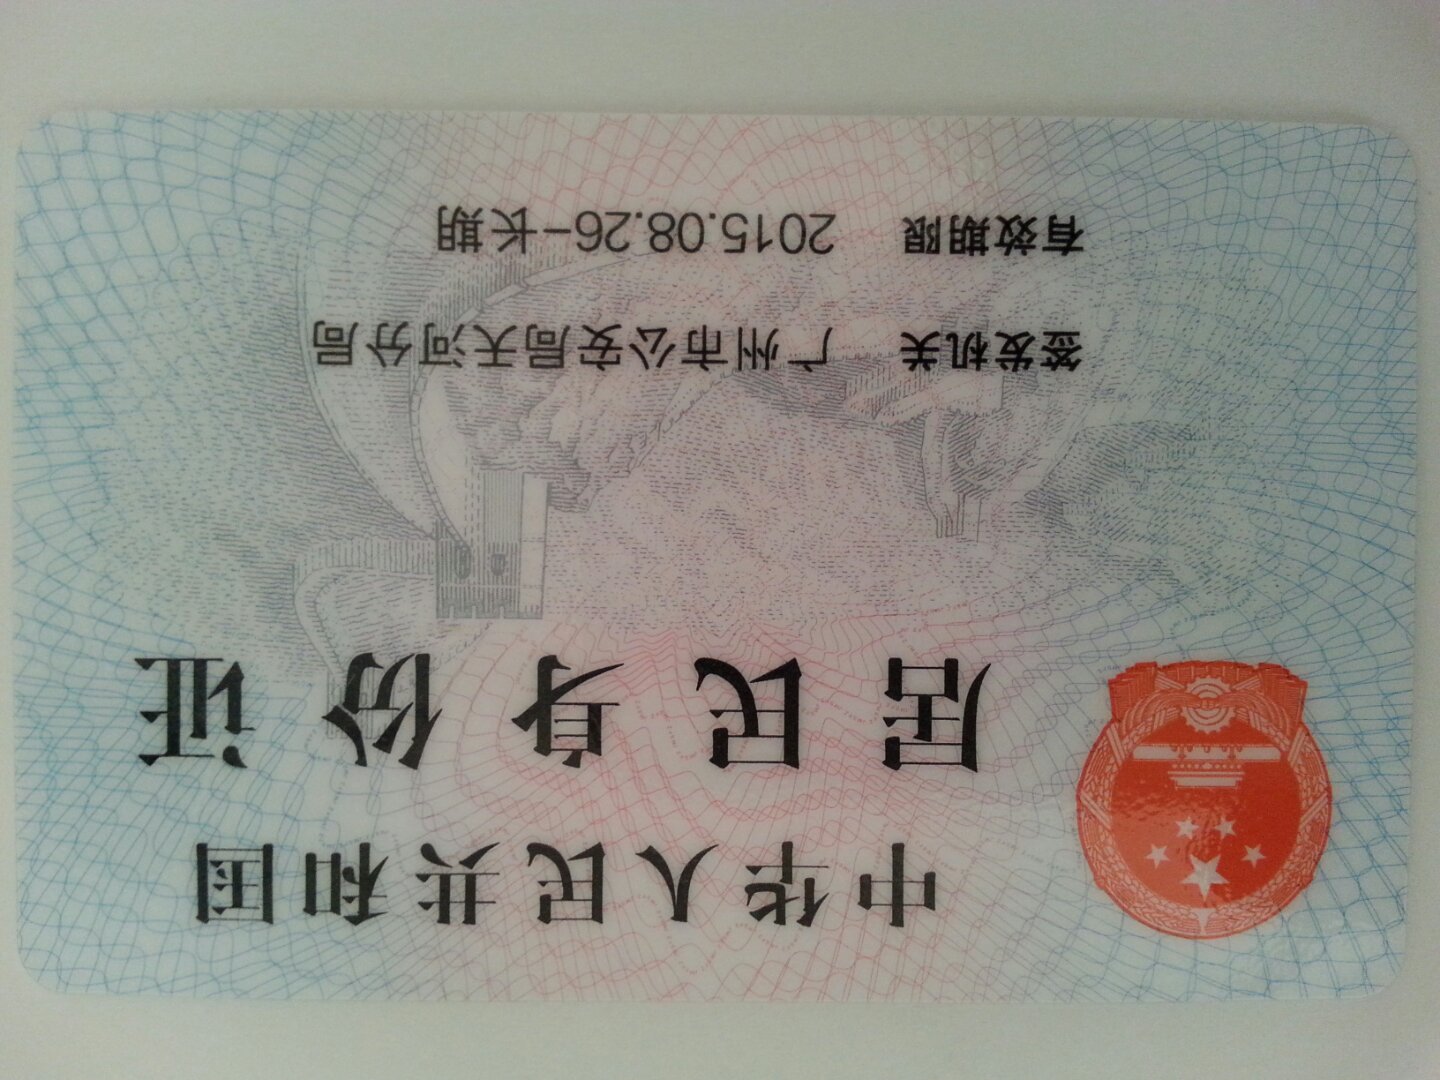 中华人民共和国
居民身份证
签发机关 广州市公安局天河分局
有效期限 2015.08.26-长期